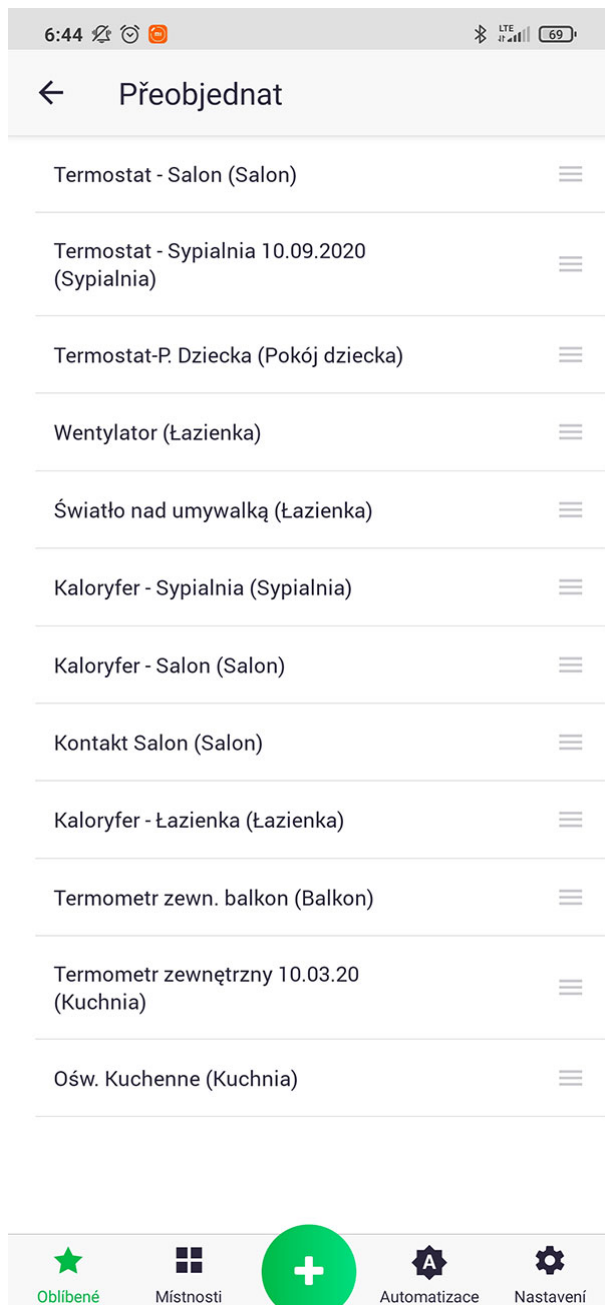 6:44
LTE
69
Přeobjednat
Termostat - Salon (Salon)
Termostat - Sypialnia 10.09.2020
(Sypialnia)
Termostat-P. Dziecka (Pokój dziecka)
Wentylator (Łazienka)
Światło nad umywalką (Łazienka)
Kaloryfer - Sypialnia (Sypialnia)
Kaloryfer - Salon (Salon)
Kontakt Salon (Salon)
Kaloryfer - Łazienka (Łazienka)
Termometr zewn. balkon (Balkon)
Termometr zewnętrzny 10.03.20
(Kuchnia)
Ośw. Kuchenne (Kuchnia)
A
Oblíbené Místnosti Automatizace Nastavení